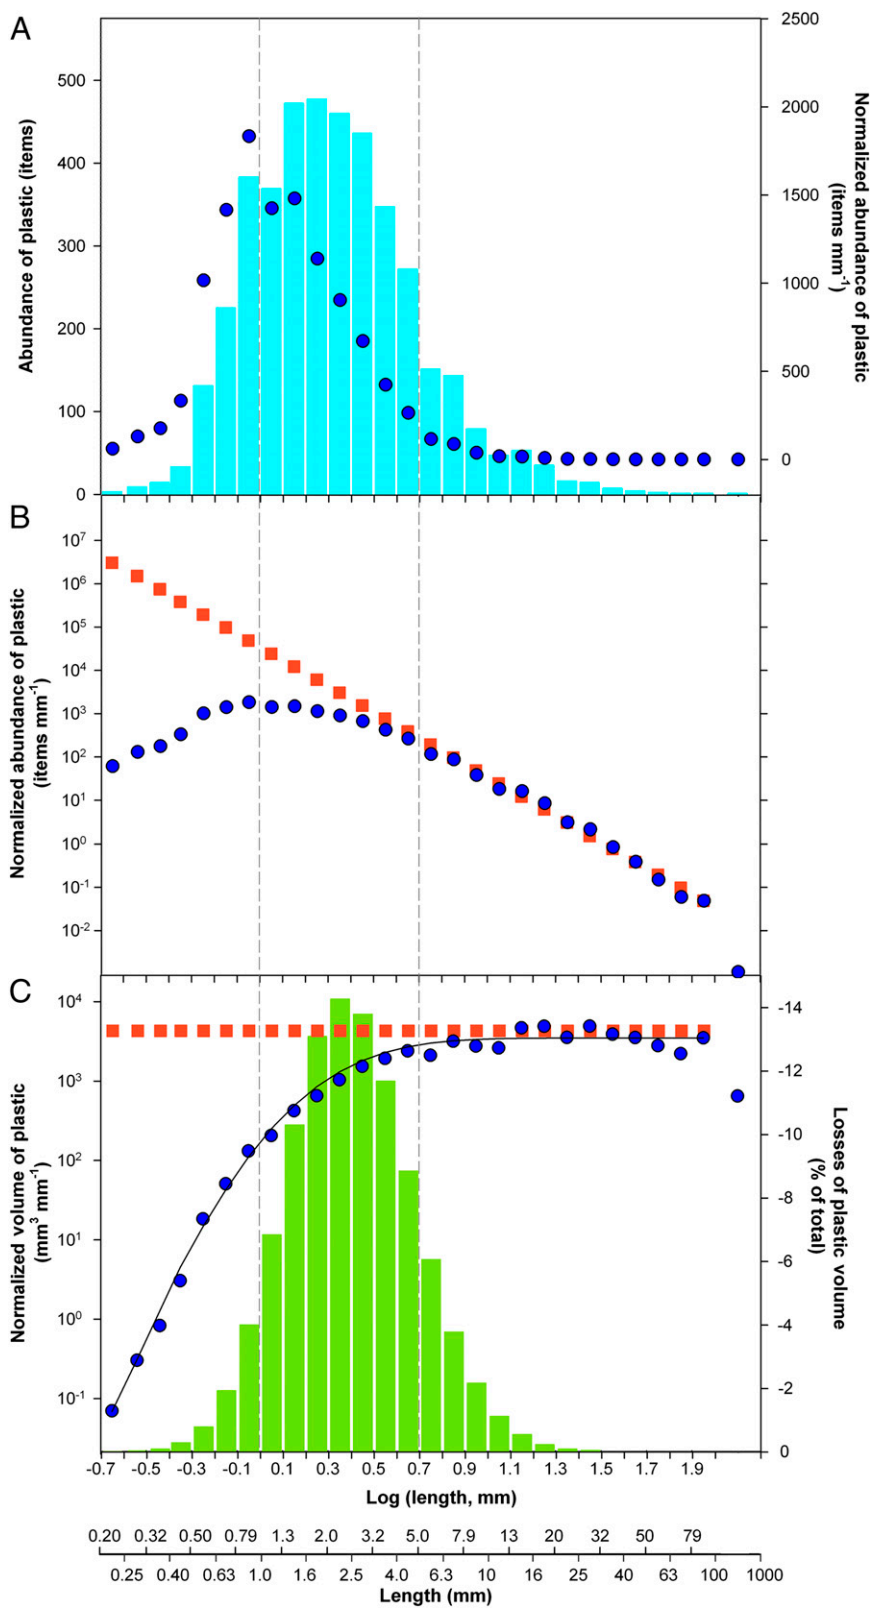 A
Abundance of plastic (items)
500
400
300
200
100
0
2500
2000
1500
1000
500
0
Normalized abundance of plastic
(items mm⁻¹)
B
Normalized abundance of plastic
(items mm⁻¹)
10⁷
10⁶
10⁵
10⁴
10³
10²
10¹
10⁰
10⁻¹
10⁻²
C
Normalized volume of plastic
(mm³ mm⁻¹)
10⁴
10³
10²
10¹
10⁰
10⁻¹
-14
-12
-10
-8
-6
-4
-2
0
Losses of plastic volume
(% of total)
-0.7 -0.5 -0.3 -0.1 0.1 0.3 0.5 0.7 0.9 1.1 1.3 1.5 1.7 1.9
Log (length, mm)
0.20 0.32 0.50 0.79 1.3 2.0 3.2 5.0 7.9 13 20 32 50 79
0.25 0.40 0.63 1.0 1.6 2.5 4.0 6.3 10 16 25 40 63 100 1000
Length (mm)